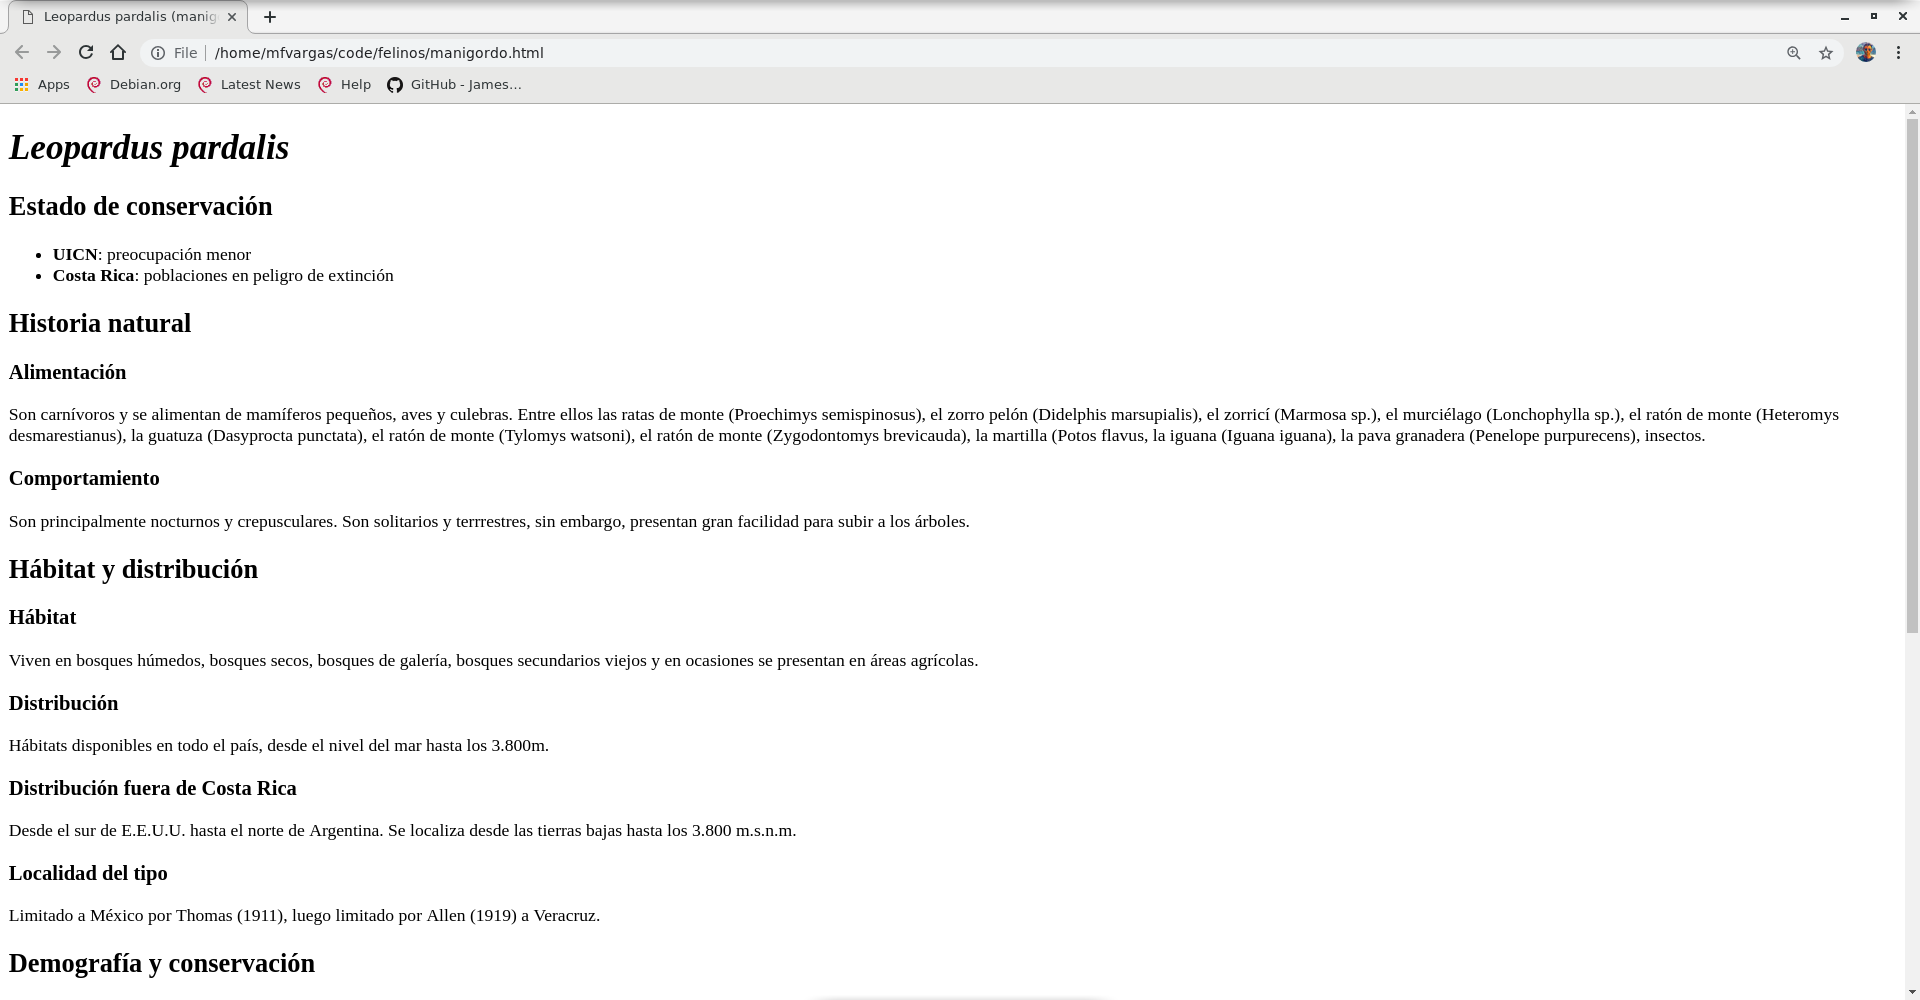 Leopardus pardalis (manig
File
/home/mfvargas/code/felinos/manigordo.html
Apps
Debian.org
Latest News
Help
GitHub - James...
Leopardus pardalis
Estado de conservación
UICN: preocupación menor
Costa Rica: poblaciones en peligro de extinción
Historia natural
Alimentación
Son carnívoros y se alimentan de mamíferos pequeños, aves y culebras. Entre ellos las ratas de monte (Proechimys semispinosus), el zorro pelón (Didelphis marsupialis), el zorricí (Marmosa sp.), el murciélago (Lonchophylla sp.), el ratón de monte (Heteromys
desmarestianus), la guatuza (Dasyprocta punctata), el ratón de monte (Tylomys watsoni), el ratón de monte (Zygodontomys brevicauda), la martilla (Potos flavus, la iguana (Iguana iguana), la pava granadera (Penelope purpurecens), insectos.
Comportamiento
Son principalmente nocturnos y crepusculares. Son solitarios y terrrestres, sin embargo, presentan gran facilidad para subir a los árboles.
Hábitat y distribución
Hábitat
Viven en bosques húmedos, bosques secos, bosques de galería, bosques secundarios viejos y en ocasiones se presentan en áreas agrícolas.
Distribución
Hábitats disponibles en todo el país, desde el nivel del mar hasta los 3.800m.
Distribución fuera de Costa Rica
Desde el sur de E.E.U.U. hasta el norte de Argentina. Se localiza desde las tierras bajas hasta los 3.800 m.s.n.m.
Localidad del tipo
Limitado a México por Thomas (1911), luego limitado por Allen (1919) a Veracruz.
Demografía y conservación